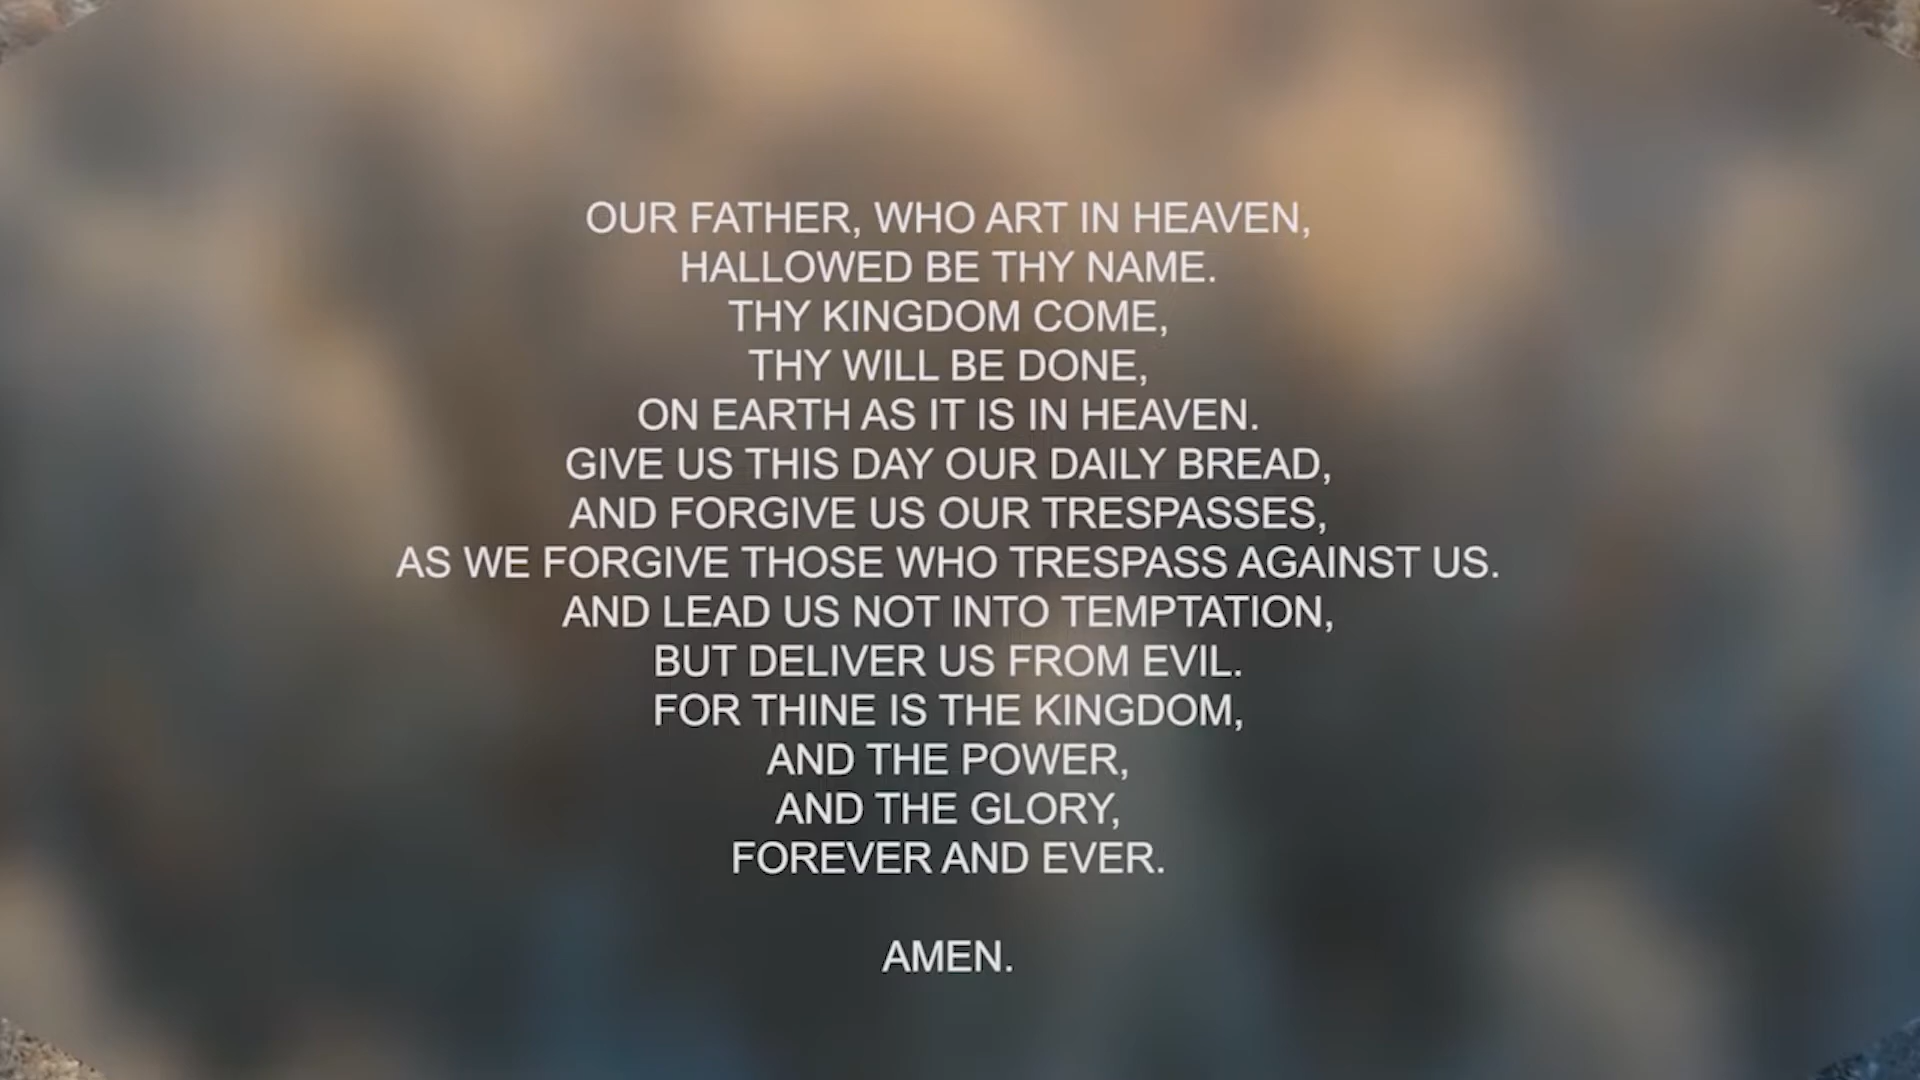 OUR FATHER, WHO ART IN HEAVEN,
HALLOWED BE THY NAME.
THY KINGDOM COME,
THY WILL BE DONE,
ON EARTH AS IT IS IN HEAVEN.
GIVE US THIS DAY OUR DAILY BREAD,
AND FORGIVE US OUR TRESPASSES,
AS WE FORGIVE THOSE WHO TRESPASS AGAINST US.
AND LEAD US NOT INTO TEMPTATION,
BUT DELIVER US FROM EVIL.
FOR THINE IS THE KINGDOM,
AND THE POWER,
AND THE GLORY,
FOREVER AND EVER.
AMEN.